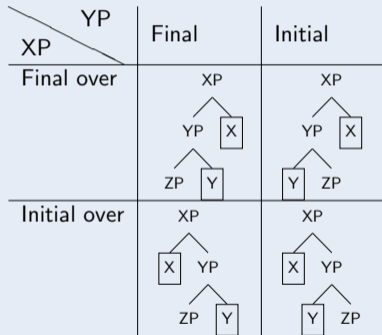 YP
XP Final Initial
Final over XP XP
YP X YP X
ZP Y Y ZP
Initial over XP XP
X YP X YP
ZP Y Y ZP